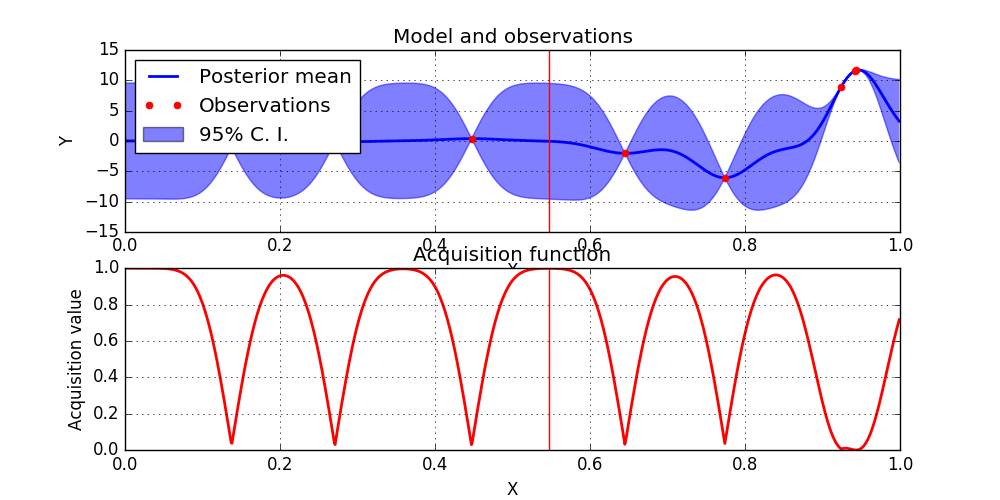 Model and observations
15
10
5
0
−5
−10
−15
Y
Posterior mean
Observations
95% C. I.
0.0 0.2 0.4 0.6 0.8 1.0
Acquisition function
1.0
0.8
0.6
0.4
0.2
0.0
Acquisition value
0.0 0.2 0.4 0.6 0.8 1.0
X